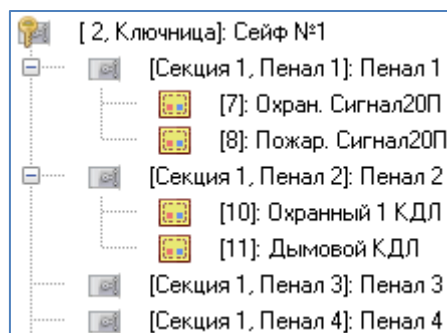 [ 2, Ключница]: Сейф №1
[Секция 1, Пенал 1]: Пенал 1
[7]: Охран. Сигнал20П
[8]: Пожар. Сигнал20П
[Секция 1, Пенал 2]: Пенал 2
[10]: Охранный 1 КДЛ
[11]: Дымовой КДЛ
[Секция 1, Пенал 3]: Пенал 3
[Секция 1, Пенал 4]: Пенал 4